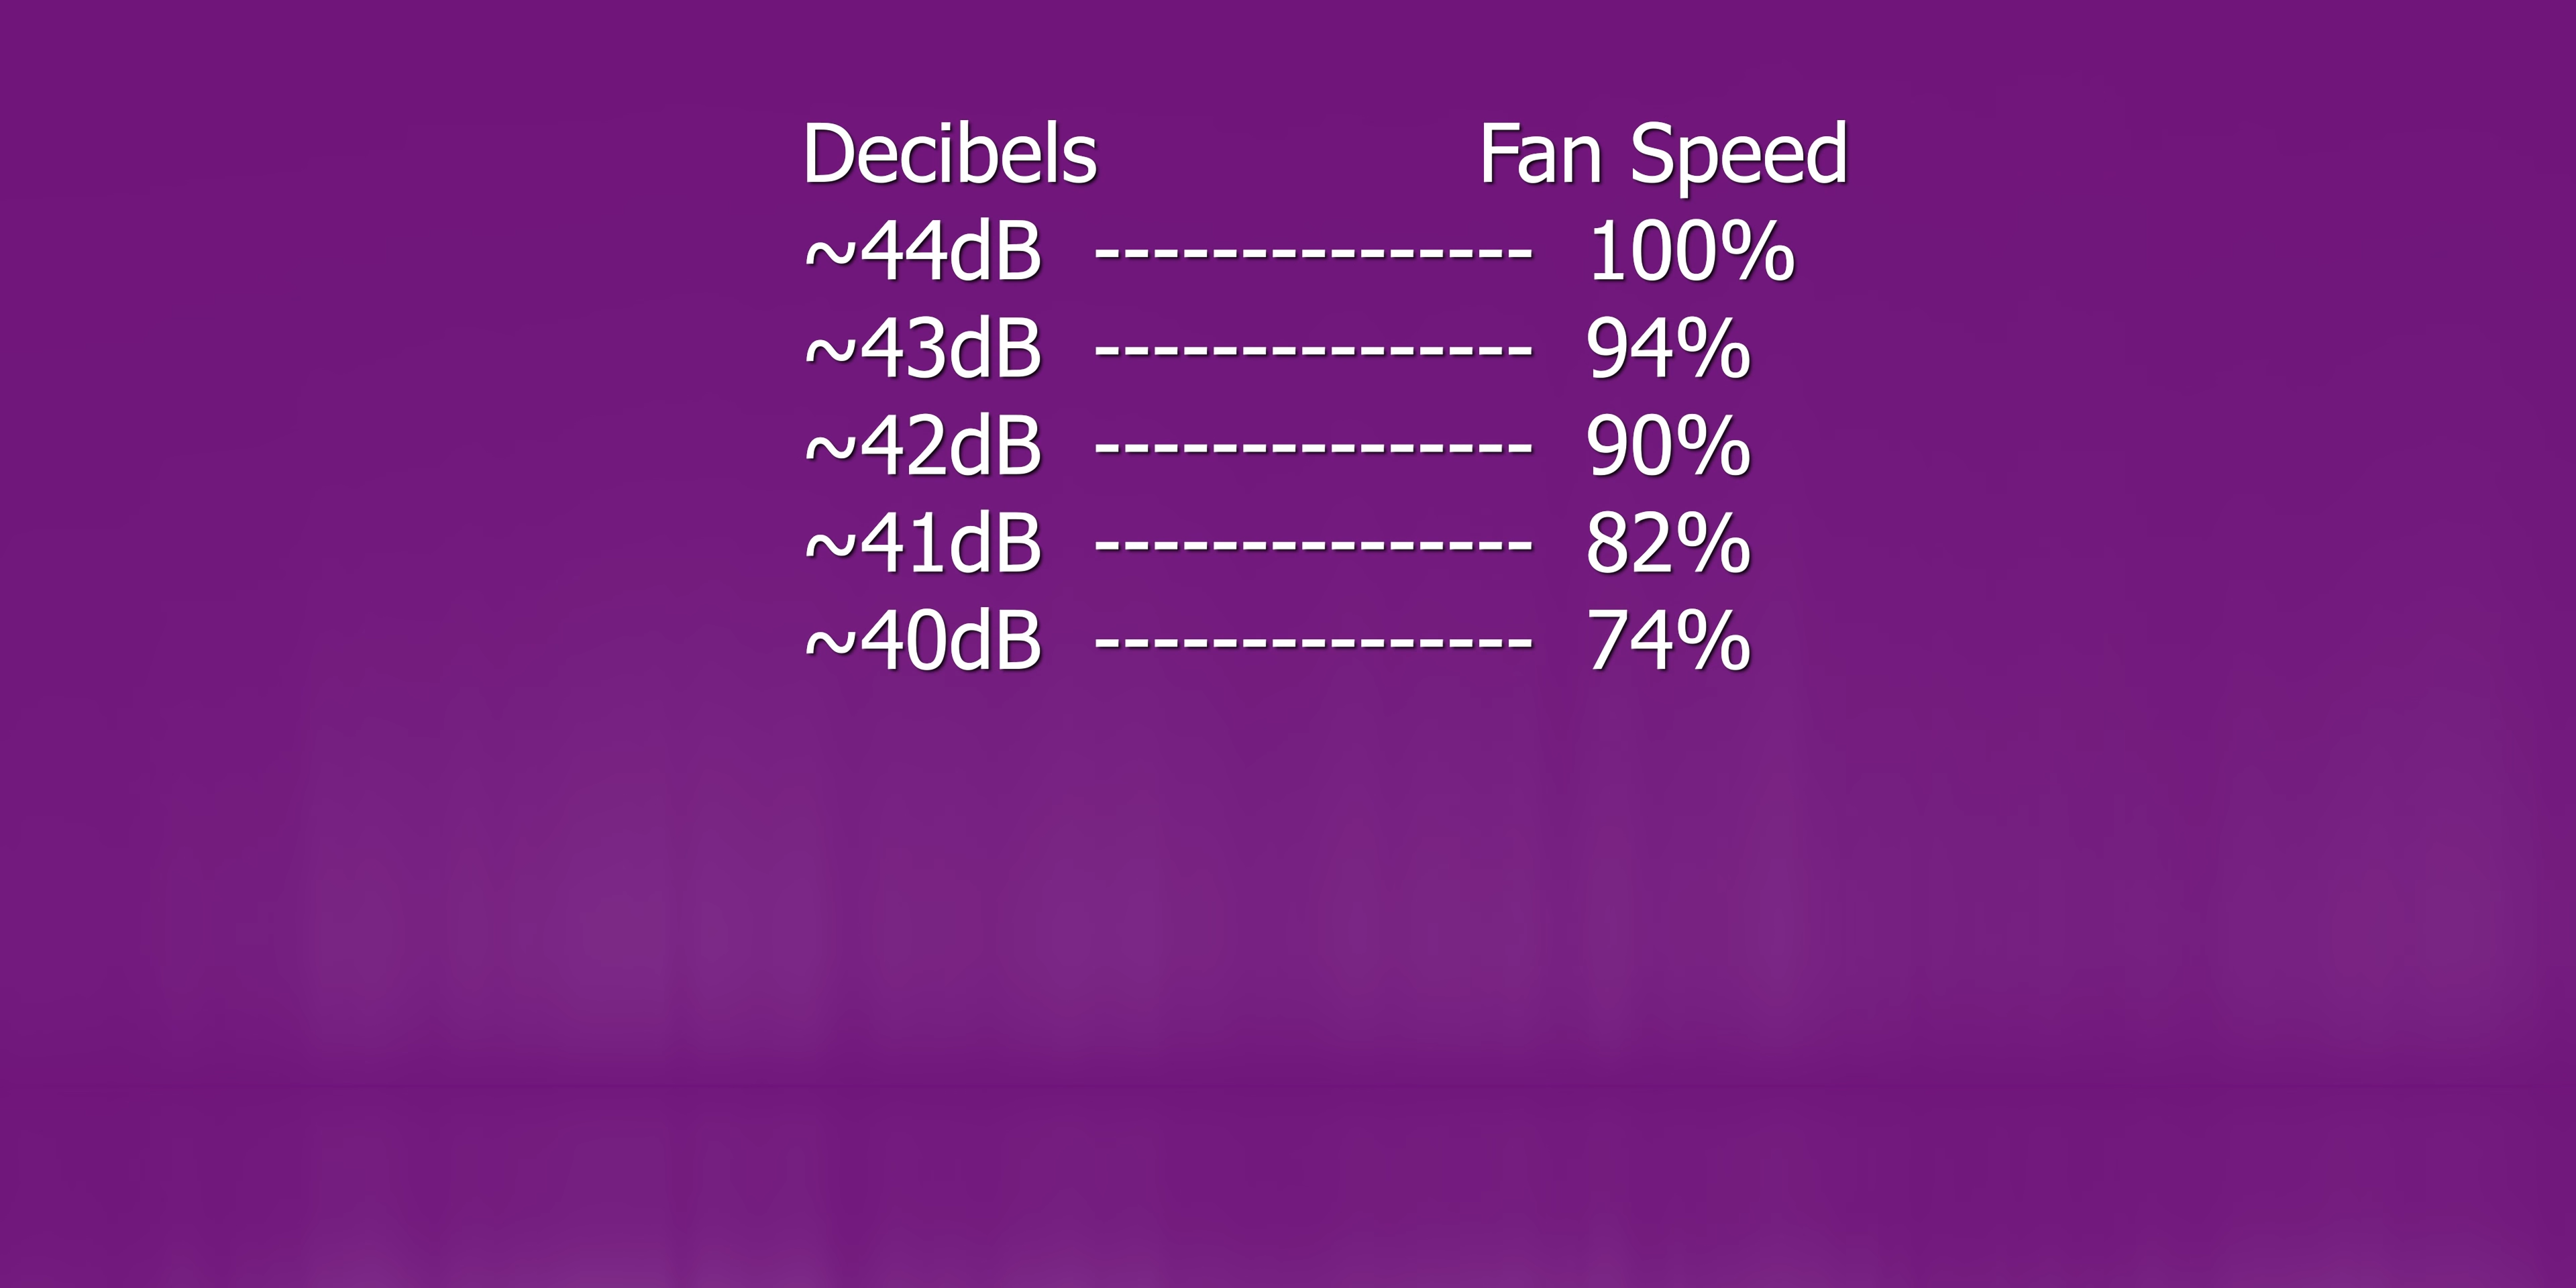 Decibels Fan Speed
~44dB --------------- 100%
~43dB --------------- 94%
~42dB --------------- 90%
~41dB --------------- 82%
~40dB --------------- 74%